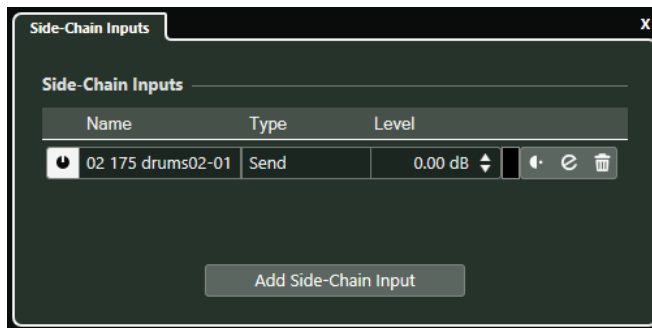 Side-Chain Inputs
X
Side-Chain Inputs
Name Type Level
02 175 drums02-01 Send 0.00 dB
Add Side-Chain Input